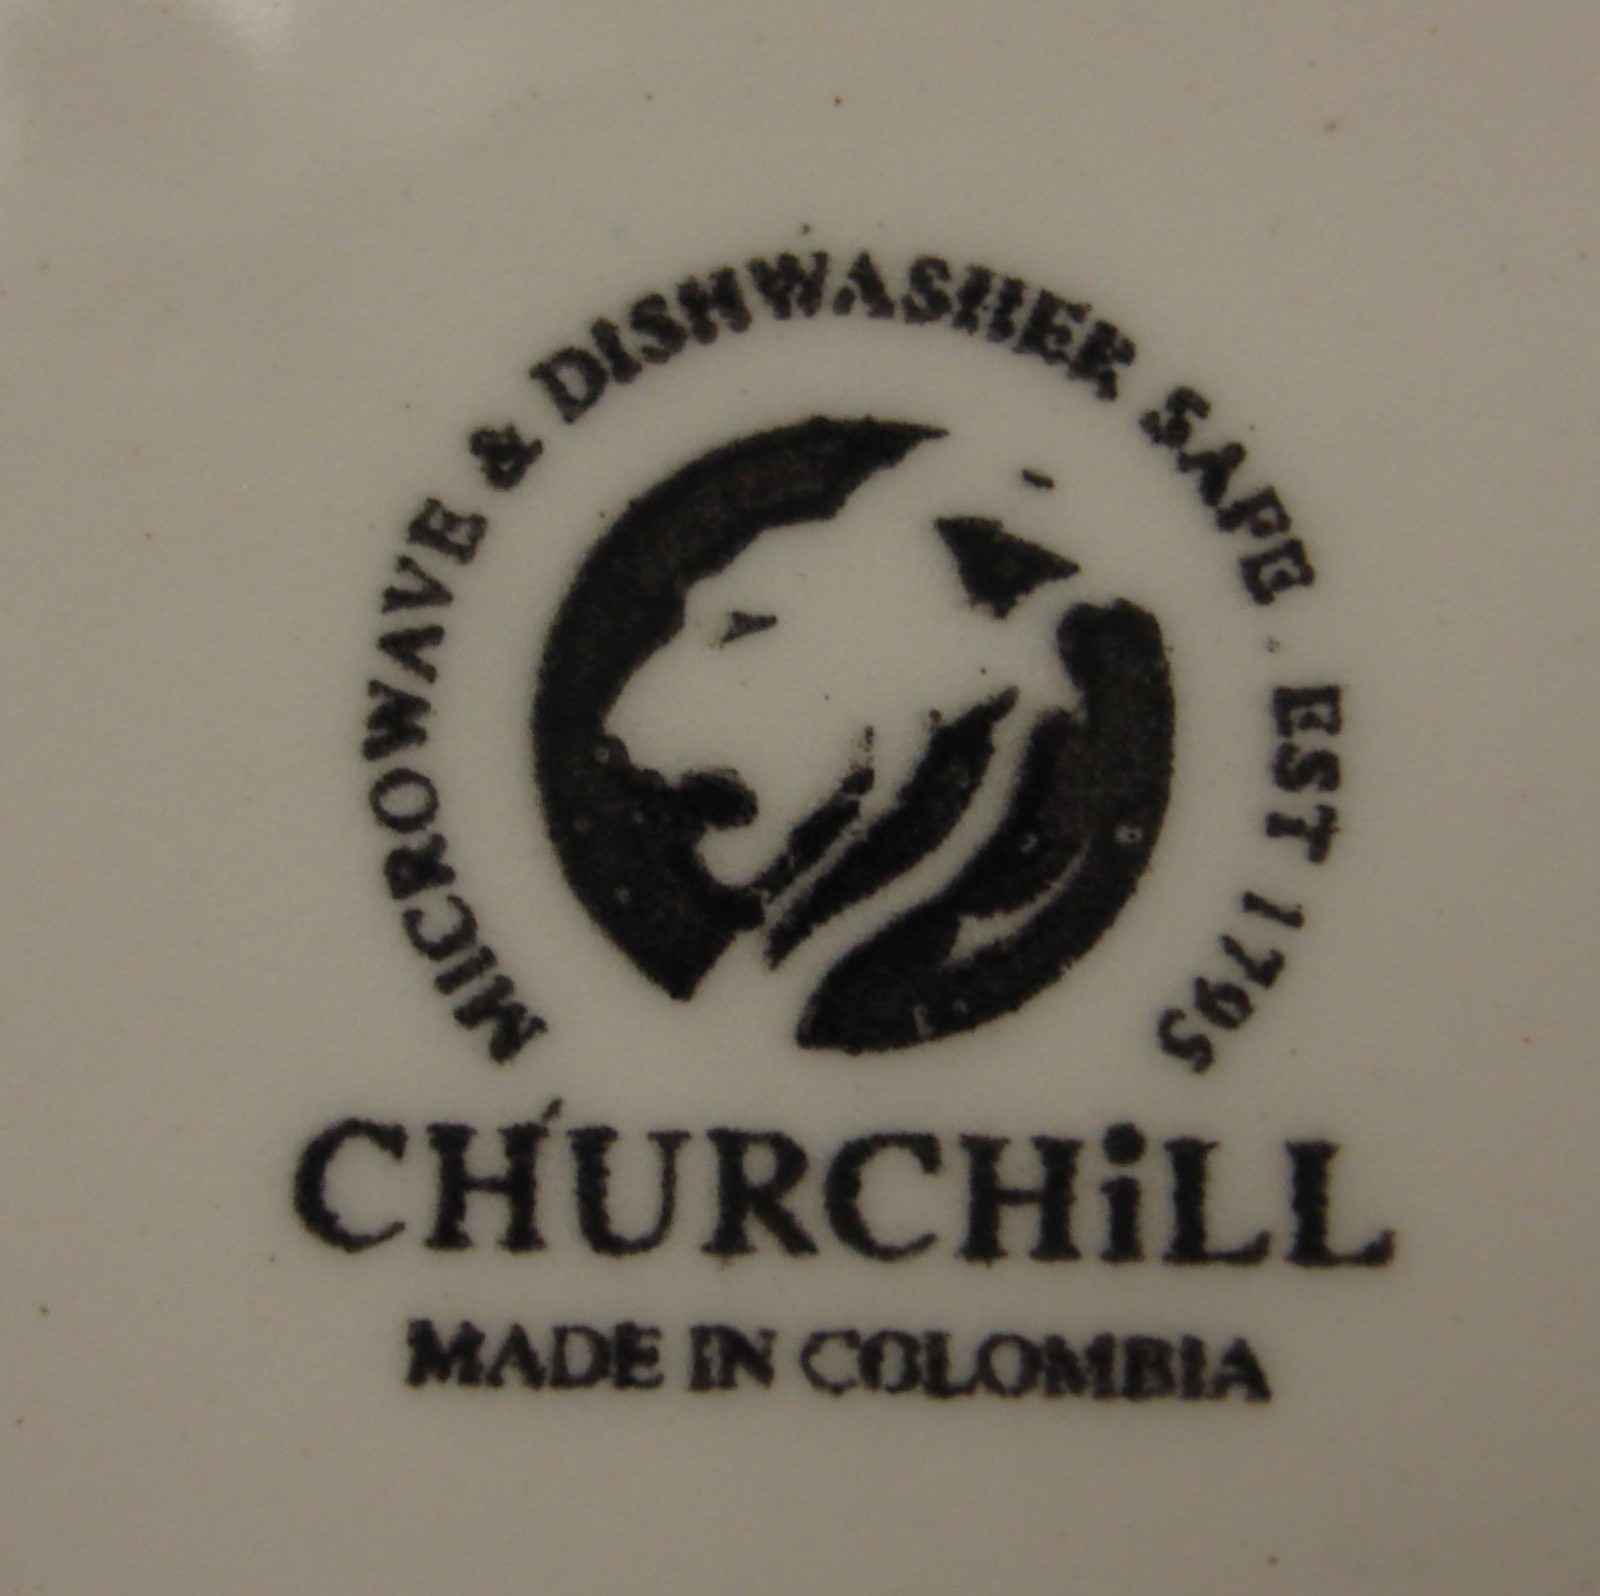 MICROWAVE & DISHWASHER SAFE . EST 1795
CHURCHiLL
MADE IN COLOMBIA